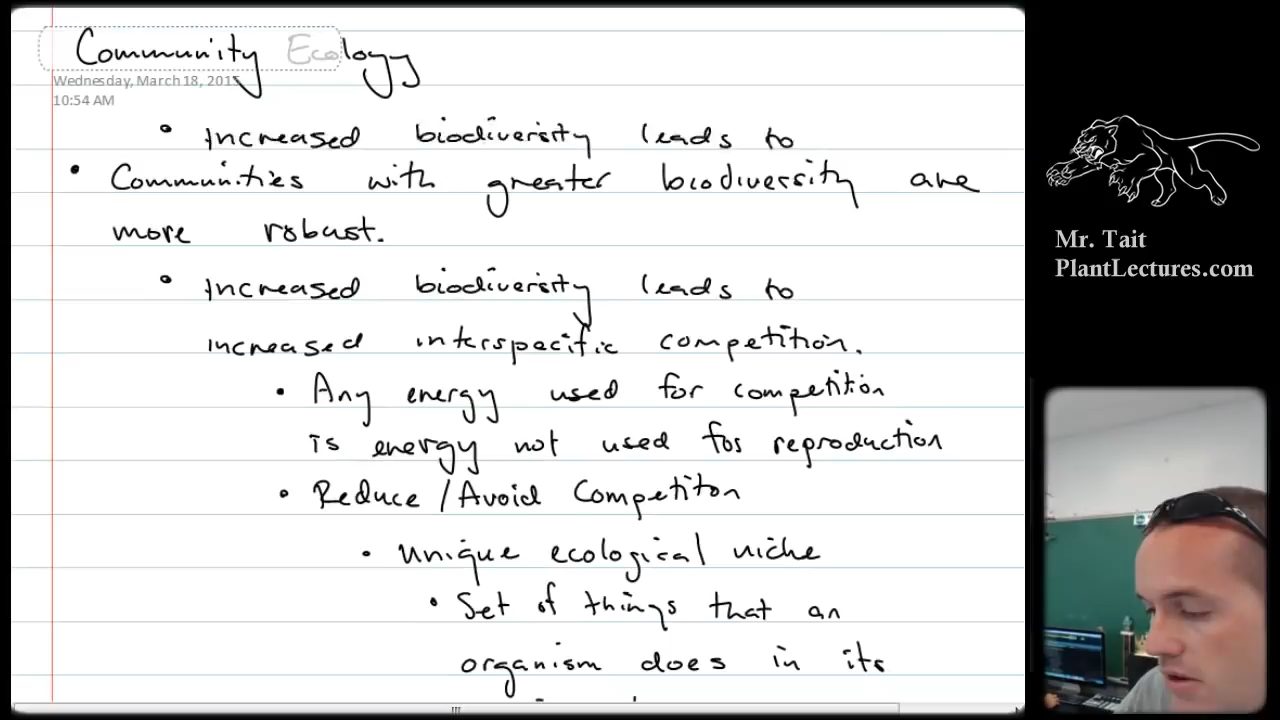 Community Ecology
Wednesday, March 18, 2015
10:54 AM
• Increased biodiversity leads to
• Communities with greater biodiversity are
more robust.
• Increased biodiversity leads to
increased interspecific competition.
• Any energy used for competition
is energy not used for reproduction
• Reduce / Avoid Competiton
• Unique ecological niche
• Set of things that an
organism does in its
Mr. Tait
PlantLectures.com